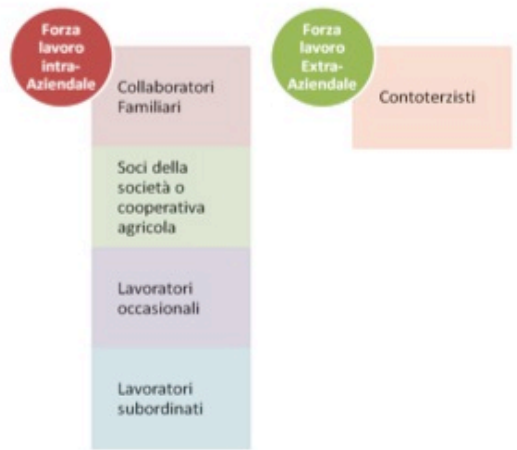 Forza
lavoro
intra-
Aziendale
Collaboratori
Familiari
Soci della
società o
cooperativa
agricola
Lavoratori
occasionali
Lavoratori
subordinati
Forza
lavoro
Extra-
Aziendale
Contoterzisti